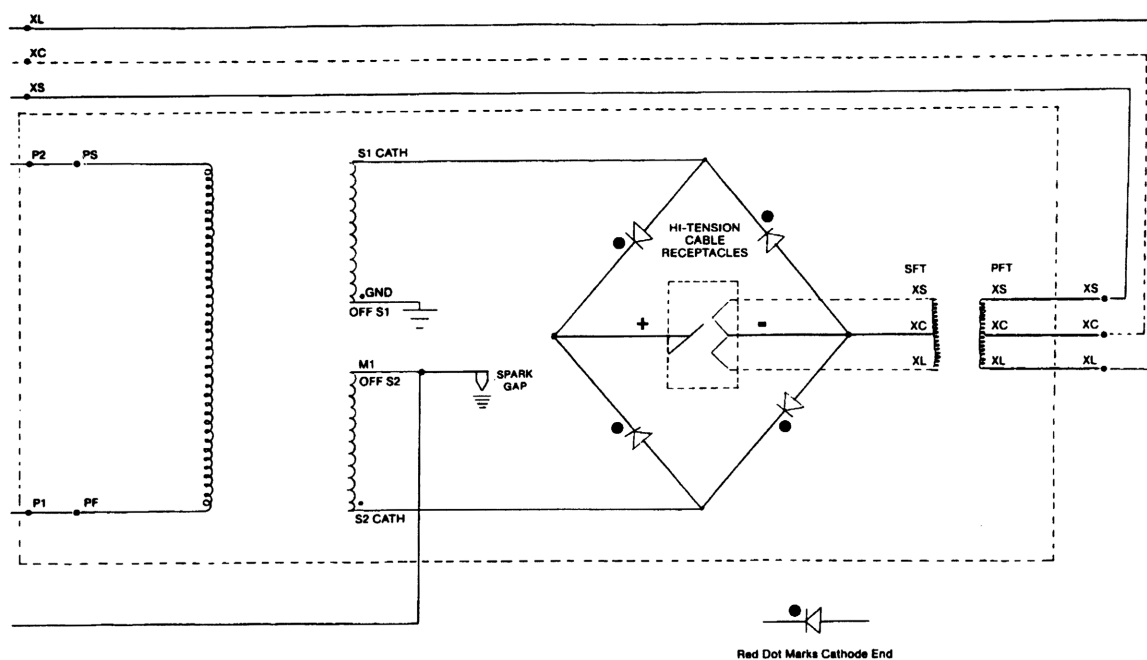 XL
XC
XS
P2 PS
S1 CATH
HI-TENSION
CABLE
RECEPTACLES
GND
OFF S1
SFT PFT
XS XS XS
+ -
XC XC XC
XL XL XL
M1
OFF S2
SPARK
GAP
P1 PF
S2 CATH
Red Dot Marks Cathode End